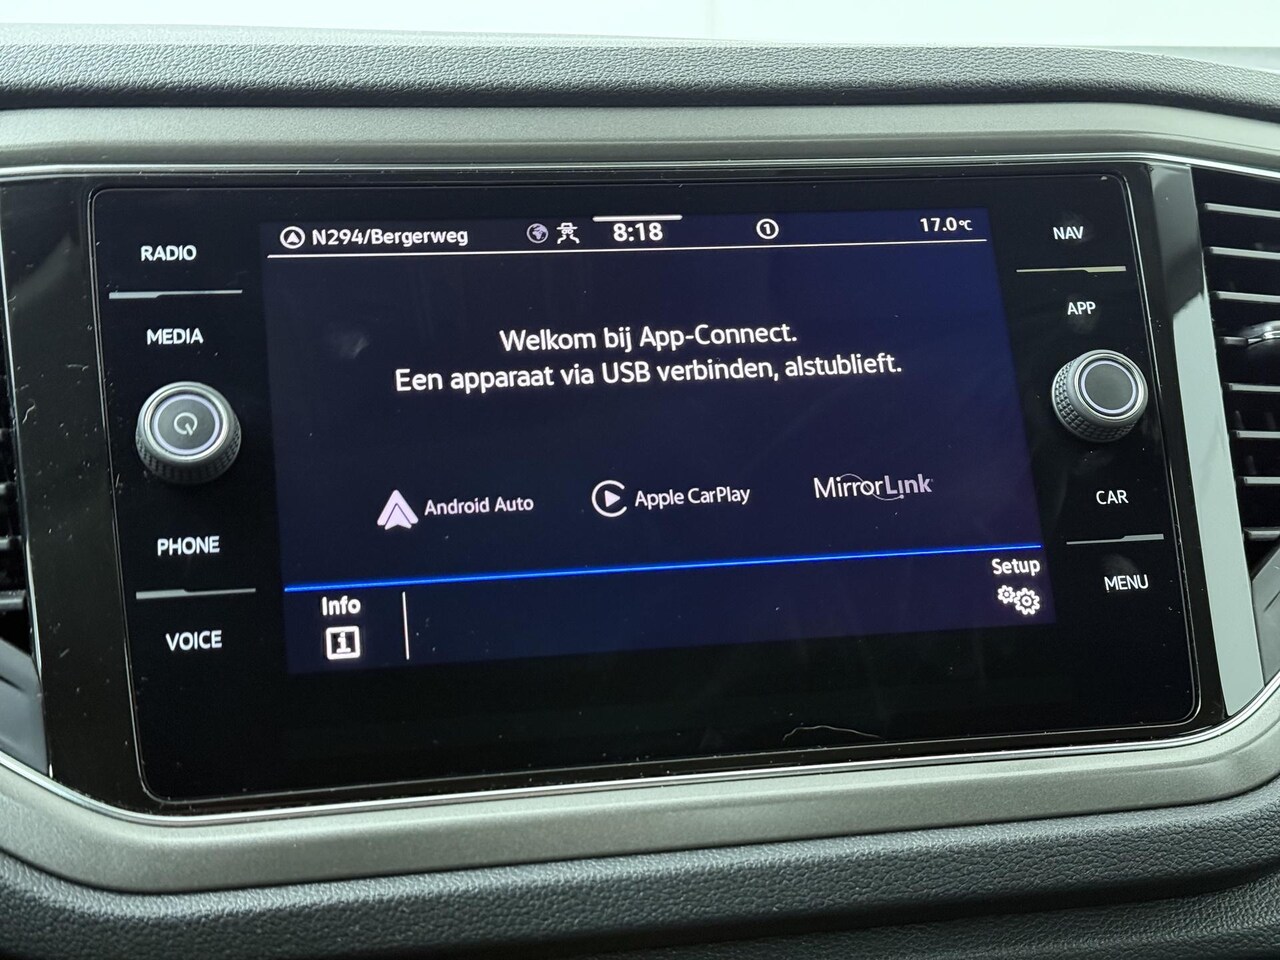 N294/Bergerweg 8:18 1 17.0°C
RADIO
MEDIA
PHONE
VOICE
Welkom bij App-Connect.
Een apparaat via USB verbinden, alstublieft.
Android Auto
Apple CarPlay
MirrorLink
Info
i
Setup
NAV
APP
CAR
MENU